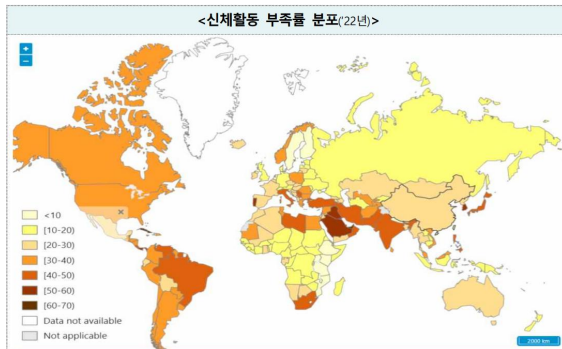 <신체활동 부족률 분포('22년)>
+
−
<10
[10-20)
[20-30)
[30-40)
[40-50)
[50-60)
[60-70)
Data not available
Not applicable
2000 km